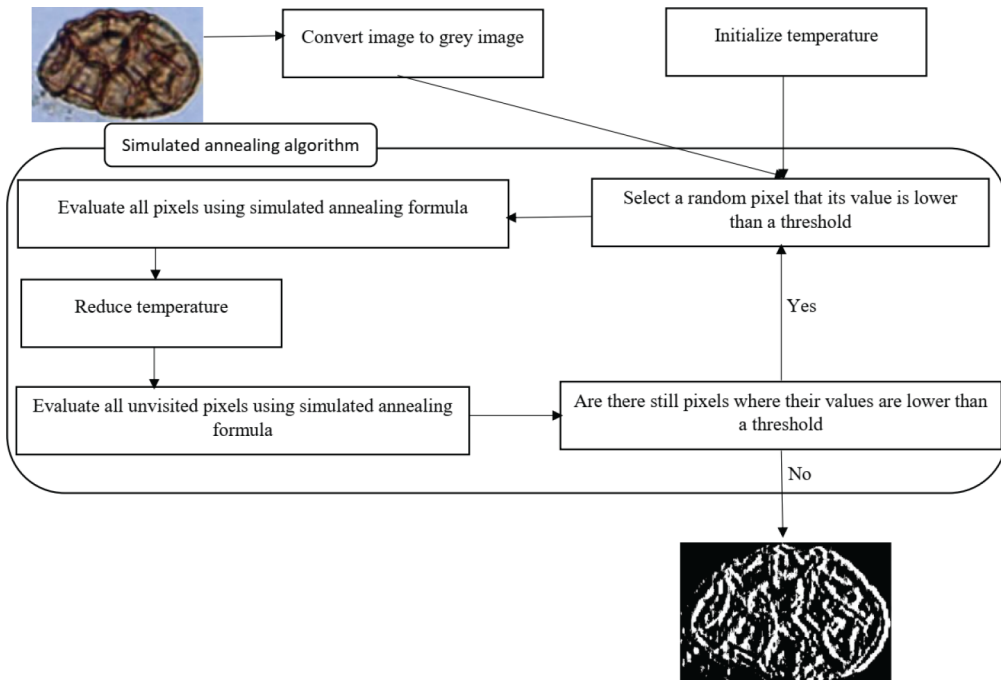 Convert image to grey image
Initialize temperature
Simulated annealing algorithm
Evaluate all pixels using simulated annealing formula
Select a random pixel that its value is lower
than a threshold
Reduce temperature
Yes
Evaluate all unvisited pixels using simulated annealing
formula
Are there still pixels where their values are lower than
a threshold
No